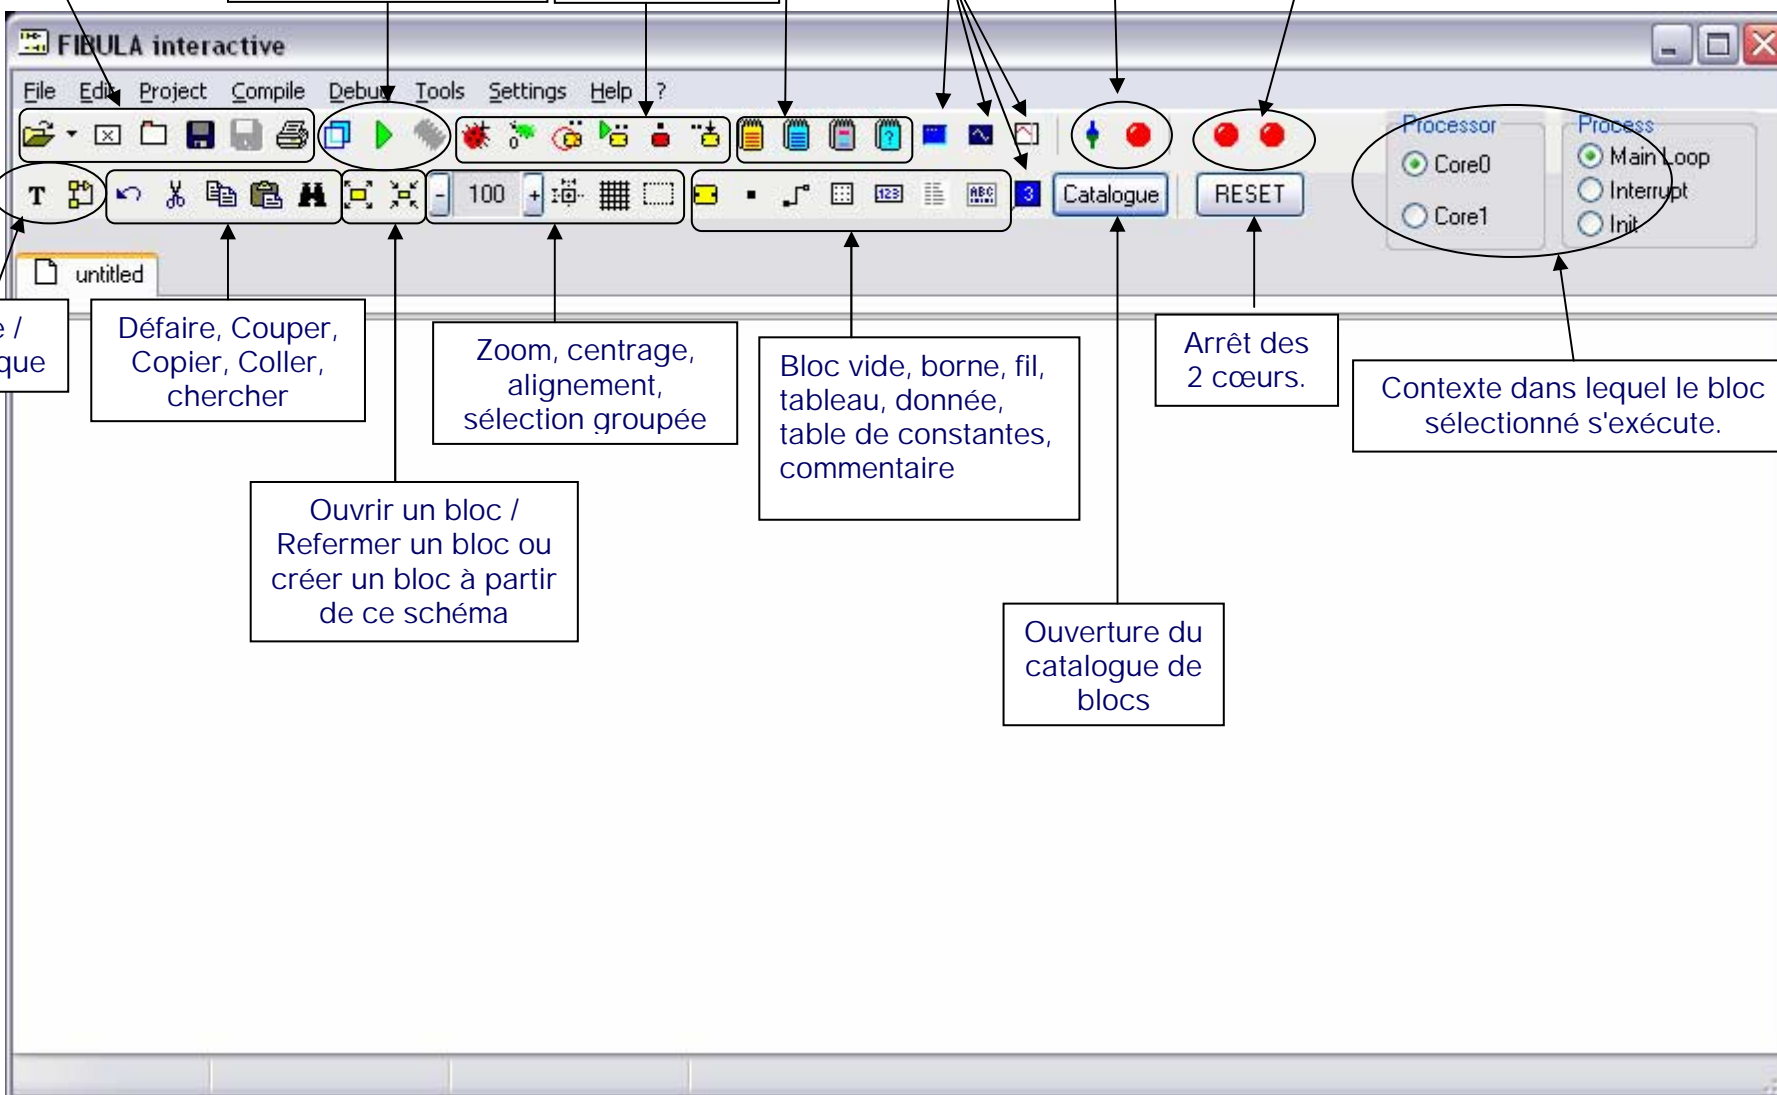 FIBULA interactive
File Edit Project Compile Debug Tools Settings Help ?
T
100
123
ABC
3
Catalogue
RESET
Processor
Core0
Core1
Process
Main Loop
Interrupt
Init
untitled
e /
que
Défaire, Couper,
Copier, Coller,
chercher
Zoom, centrage,
alignement,
sélection groupée
Bloc vide, borne, fil,
tableau, donnée,
table de constantes,
commentaire
Arrêt des
2 cœurs.
Contexte dans lequel le bloc
sélectionné s'exécute.
Ouvrir un bloc /
Refermer un bloc ou
créer un bloc à partir
de ce schéma
Ouverture du
catalogue de
blocs